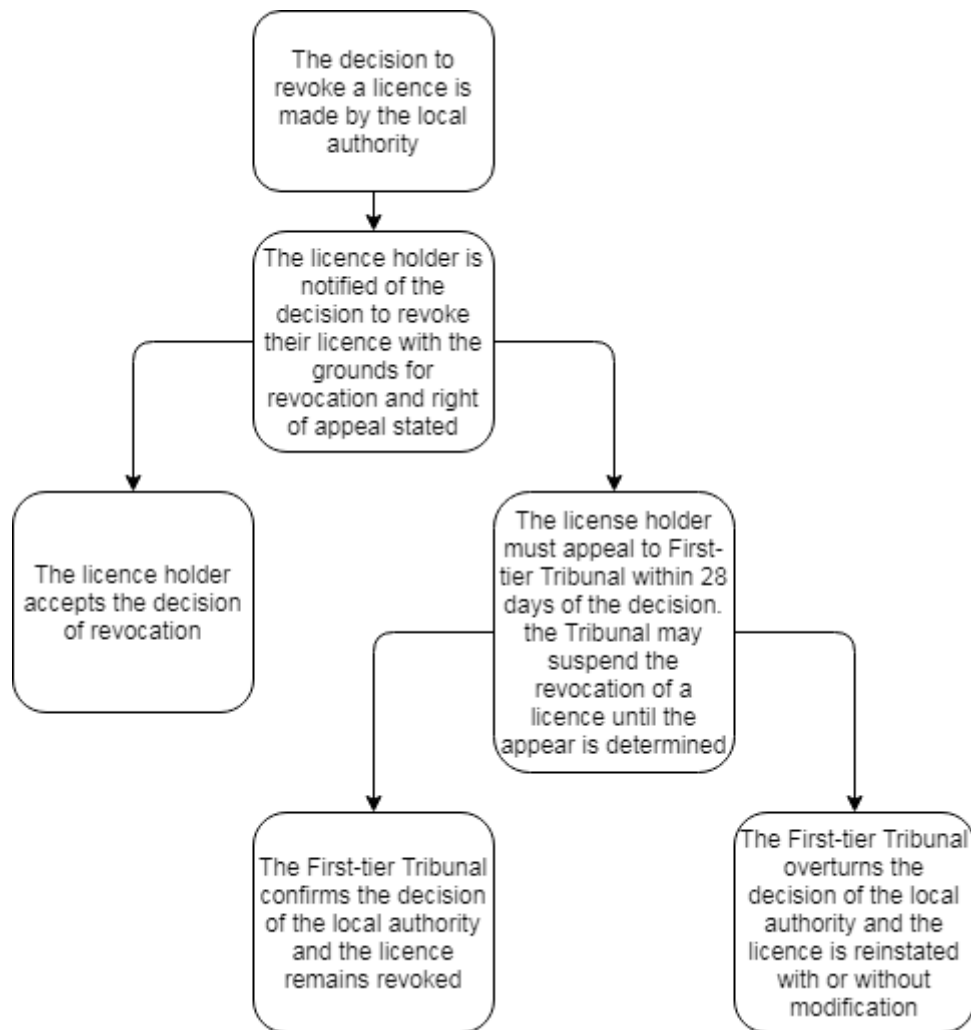 The decision to
revoke a licence is
made by the local
authority
The licence holder is
notified of the
decision to revoke
their licence with the
grounds for
revocation and right
of appeal stated
The licence holder
accepts the decision
of revocation
The license holder
must appeal to First-
tier Tribunal within 28
days of the decision.
the Tribunal may
suspend the
revocation of a
licence until the
appear is determined
The First-tier Tribunal
confirms the decision
of the local authority
and the licence
remains revoked
The First-tier Tribunal
overturns the
decision of the local
authority and the
licence is reinstated
with or without
modification